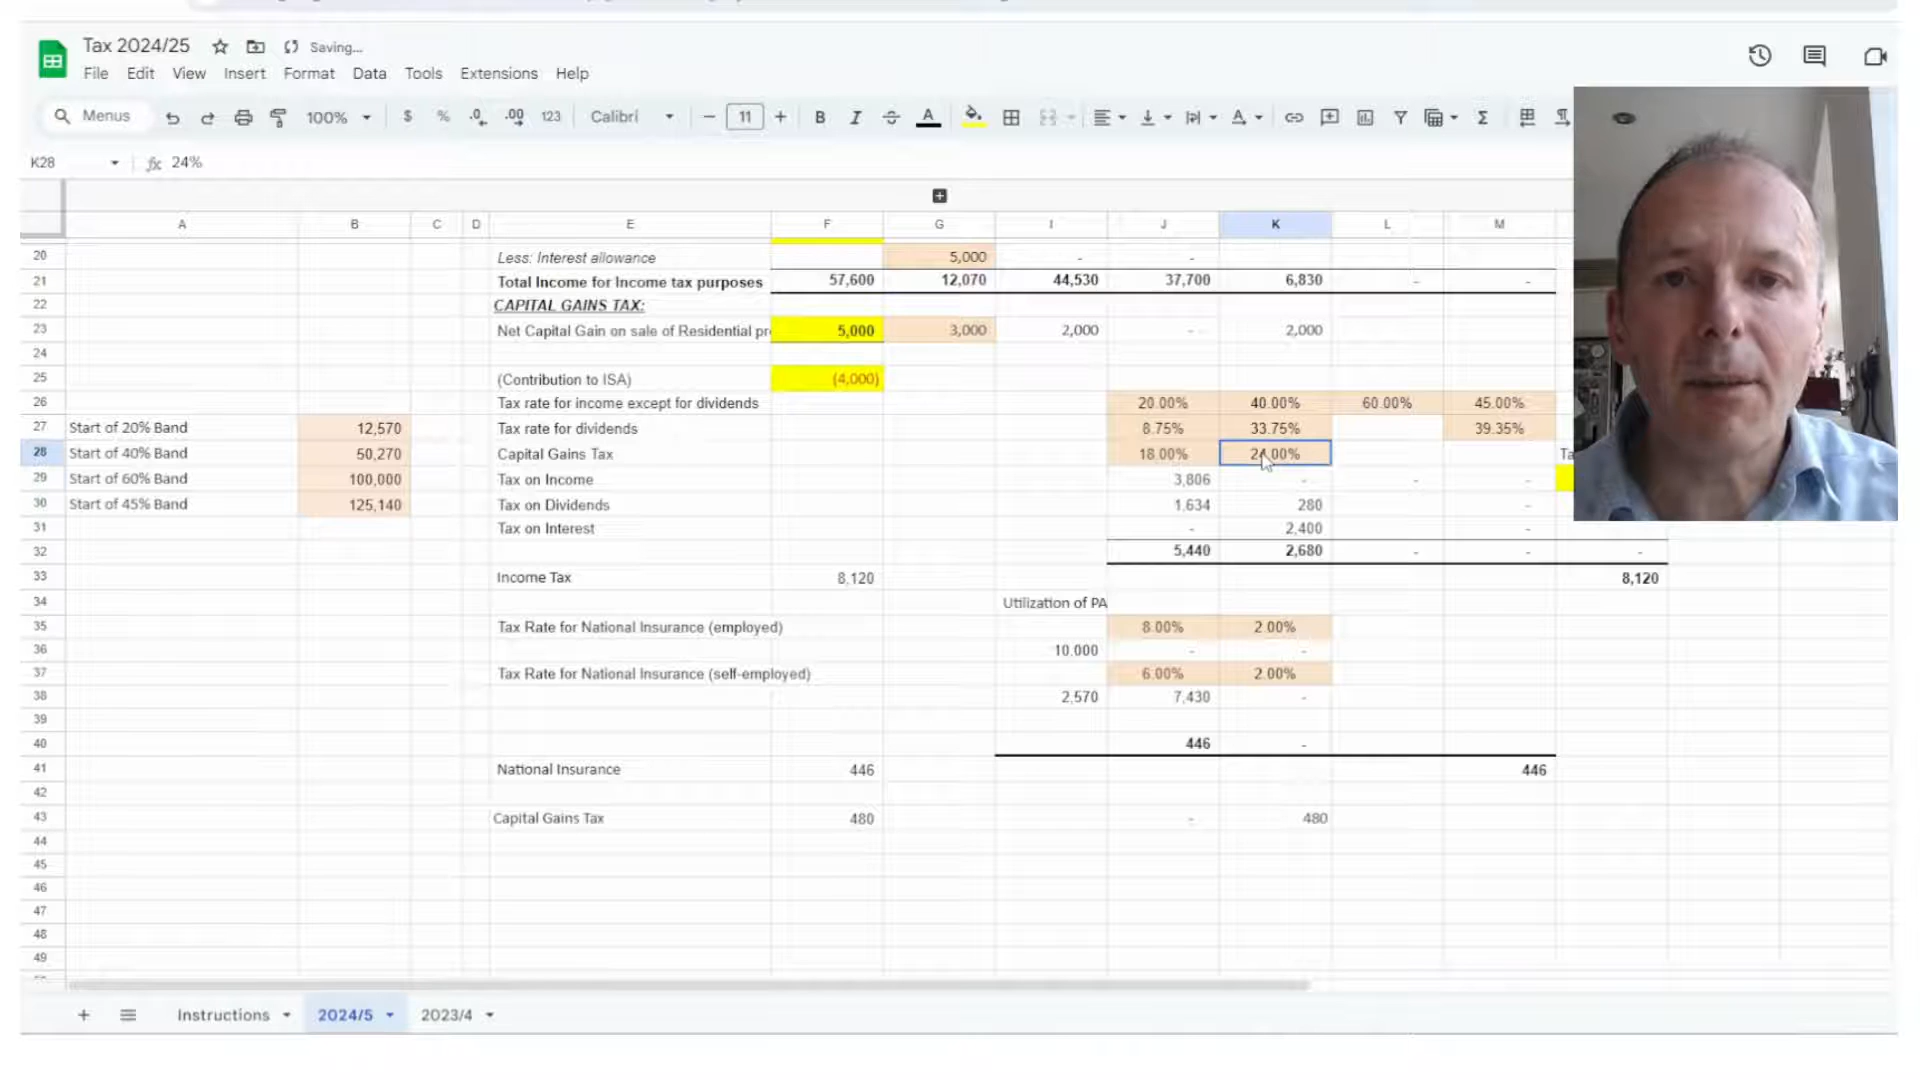 Tax 2024/25 Saving...
File Edit View Insert Format Data Tools Extensions Help
Menus 100% $ % .0 .00 123 Calibri 11 B I A
K28 fx 24%
A B C D E F G I J K L M
20 Less: Interest allowance 5,000 - -
21 Total Income for Income tax purposes 57,600 12,070 44,530 37,700 6,830 - -
22 CAPITAL GAINS TAX:
23 Net Capital Gain on sale of Residential pr 5,000 3,000 2,000 - 2,000
24
25 (Contribution to ISA) (4,000)
26 Tax rate for income except for dividends 20.00% 40.00% 60.00% 45.00%
27 Start of 20% Band 12,570 Tax rate for dividends 8.75% 33.75% 39.35%
28 Start of 40% Band 50,270 Capital Gains Tax 18.00% 24.00% Ta
29 Start of 60% Band 100,000 Tax on Income 3,806 - - -
30 Start of 45% Band 125,140 Tax on Dividends 1,634 280 -
31 Tax on Interest - 2,400 -
32 5,440 2,680 - - -
33 Income Tax 8,120 8,120
34 Utilization of PA
35 Tax Rate for National Insurance (employed) 8.00% 2.00%
36 10.000 - -
37 Tax Rate for National Insurance (self-employed) 6.00% 2.00%
38 2,570 7,430 -
39
40 446 -
41 National Insurance 446 446
42
43 Capital Gains Tax 480 - 480
44
45
46
47
48
49
+ Instructions 2024/5 2023/4